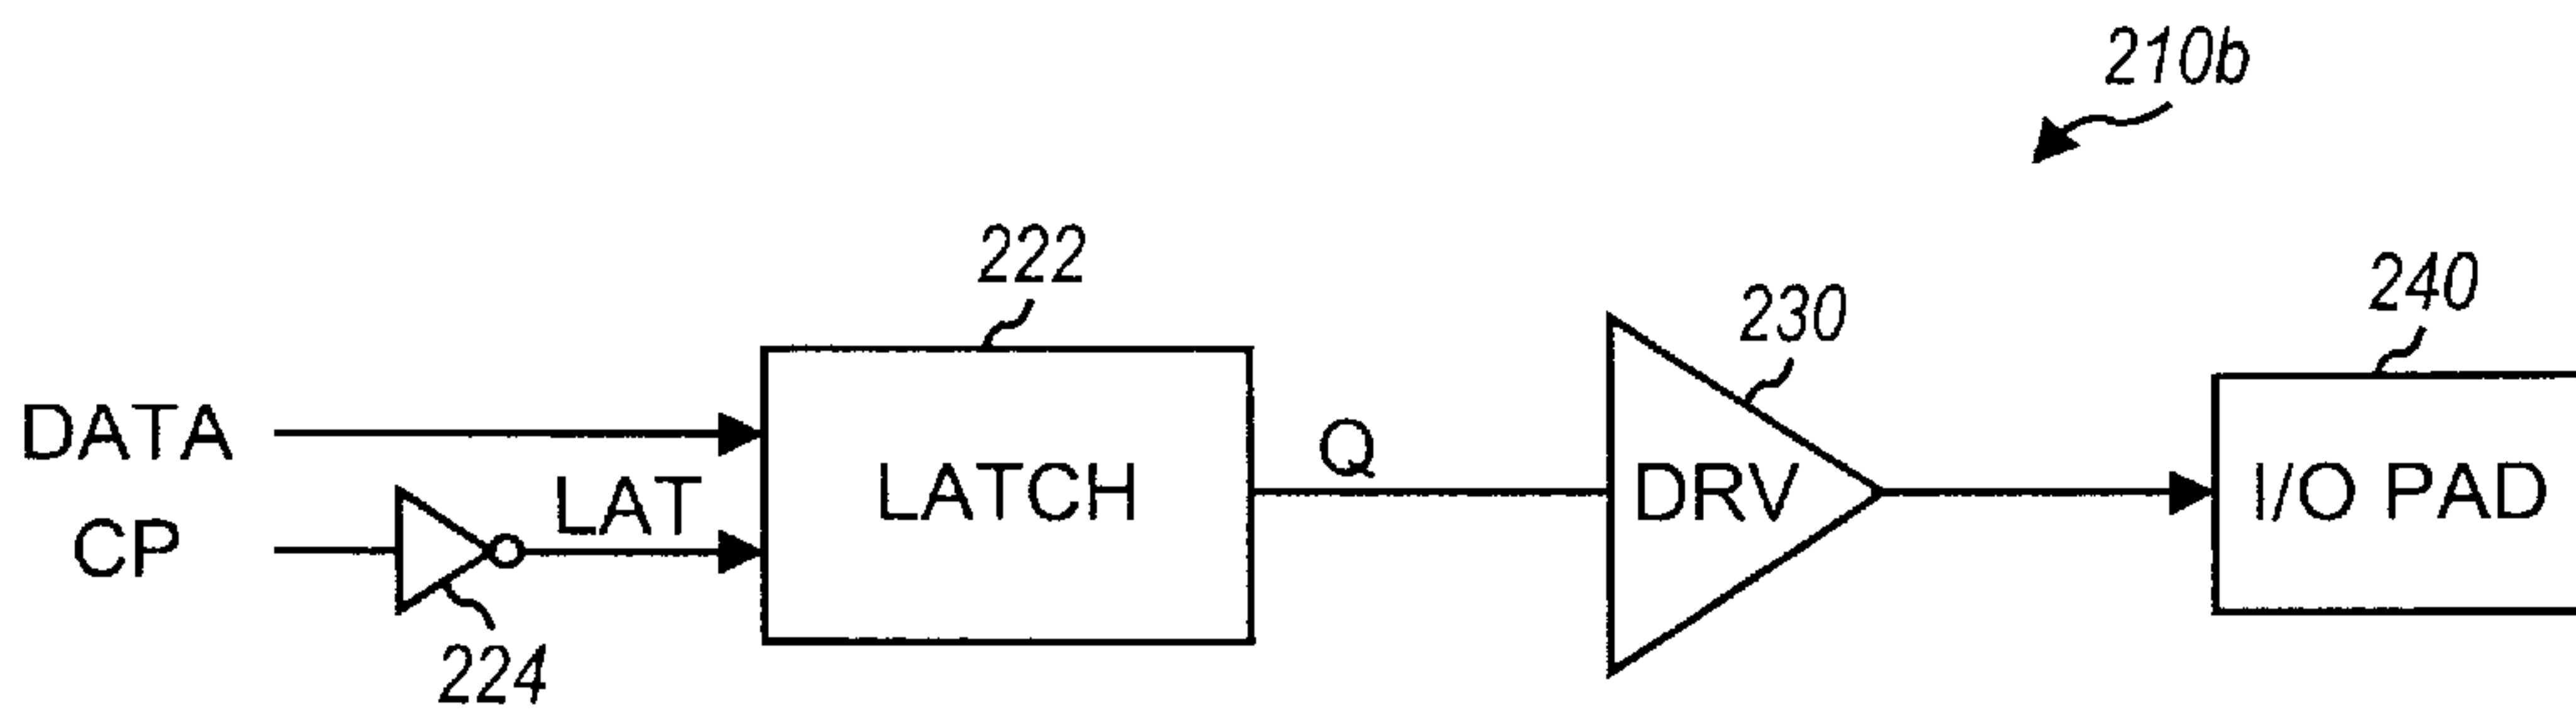 210b
222
230
240
DATA
LAT
Q
LATCH
DRV
I/O PAD
CP
224